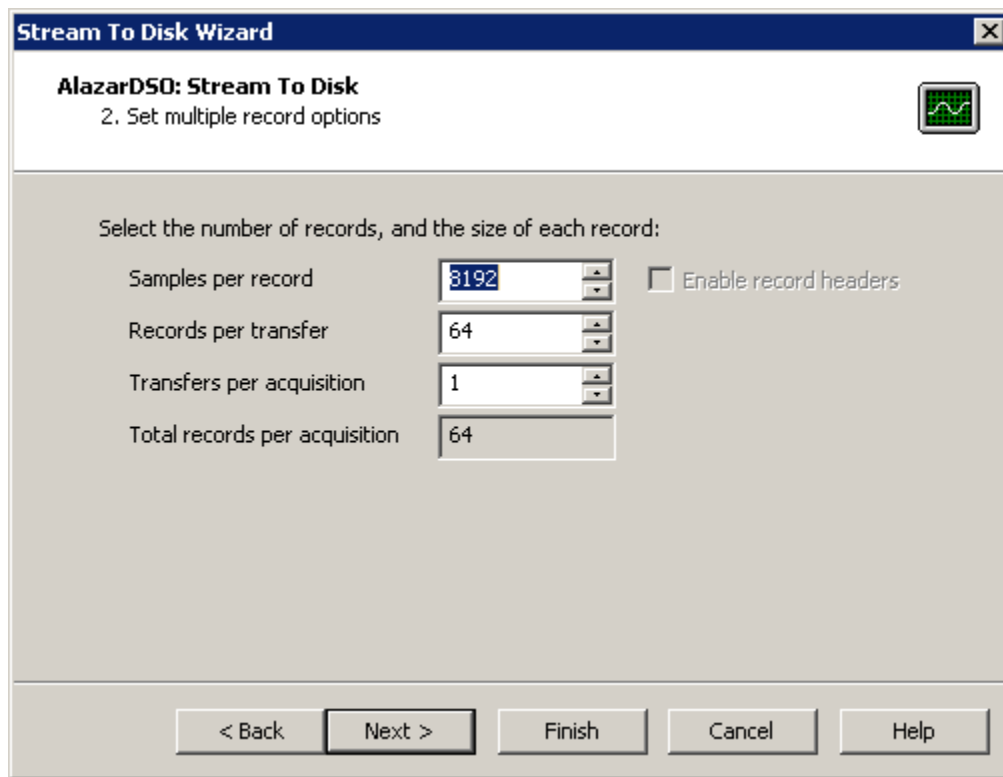 Stream To Disk Wizard
AlazarDSO: Stream To Disk
2. Set multiple record options
Select the number of records, and the size of each record:
Samples per record 8192 Enable record headers
Records per transfer 64
Transfers per acquisition 1
Total records per acquisition 64
< Back Next > Finish Cancel Help